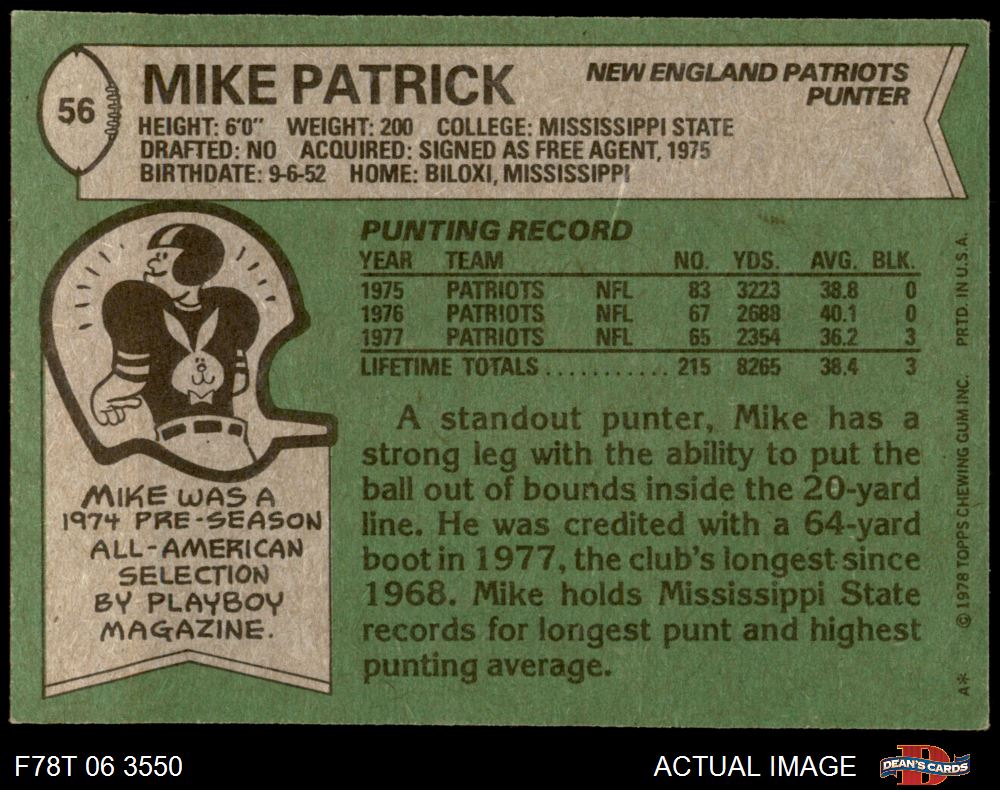 56
MIKE PATRICK
NEW ENGLAND PATRIOTS
PUNTER
HEIGHT: 6'0" WEIGHT: 200 COLLEGE: MISSISSIPPI STATE
DRAFTED: NO ACQUIRED: SIGNED AS FREE AGENT, 1975
BIRTHDATE: 9-6-52 HOME: BILOXI, MISSISSIPPI
MIKE WAS A
1974 PRE-SEASON
ALL-AMERICAN
SELECTION
BY PLAYBOY
MAGAZINE.
PUNTING RECORD
YEAR TEAM NO. YDS. AVG. BLK.
1975 PATRIOTS NFL 83 3223 38.8 0
1976 PATRIOTS NFL 67 2688 40.1 0
1977 PATRIOTS NFL 65 2354 36.2 3
LIFETIME TOTALS ........... 215 8265 38.4 3
A standout punter, Mike has a
strong leg with the ability to put the
ball out of bounds inside the 20-yard
line. He was credited with a 64-yard
boot in 1977, the club's longest since
1968. Mike holds Mississippi State
records for longest punt and highest
punting average.
A* © 1978 TOPPS CHEWING GUM INC. PRTD. IN U.S.A.
F78T 06 3550
ACTUAL IMAGE
D
DEAN'S CARDS